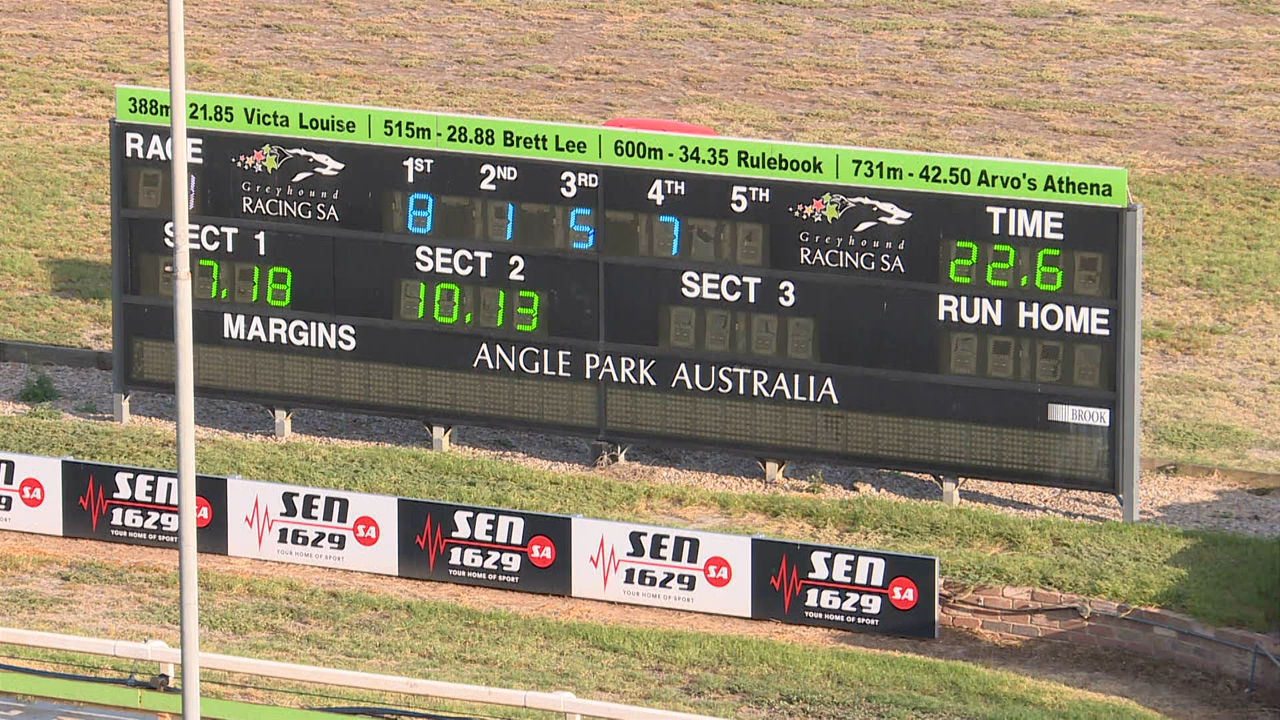 388m 21.85 Victa Louise | 515m - 28.88 Brett Lee | 600m - 34.35 Rulebook | 731m - 42.50 Arvo's Athena
RACE
Greyhound
RACING SA
1ST 2ND 3RD 4TH 5TH
8 1 5 7
Greyhound
RACING SA
TIME
22.6
SECT 1
7.18
SECT 2
10.13
SECT 3
RUN HOME
MARGINS
ANGLE PARK AUSTRALIA
BROOK
9 SA
SEN
1629 SA
YOUR HOME OF SPORT
SEN
1629 SA
YOUR HOME OF SPORT
SEN
1629 SA
YOUR HOME OF SPORT
SEN
1629 SA
YOUR HOME OF SPORT
SEN
1629 SA
YOUR HOME OF SPORT